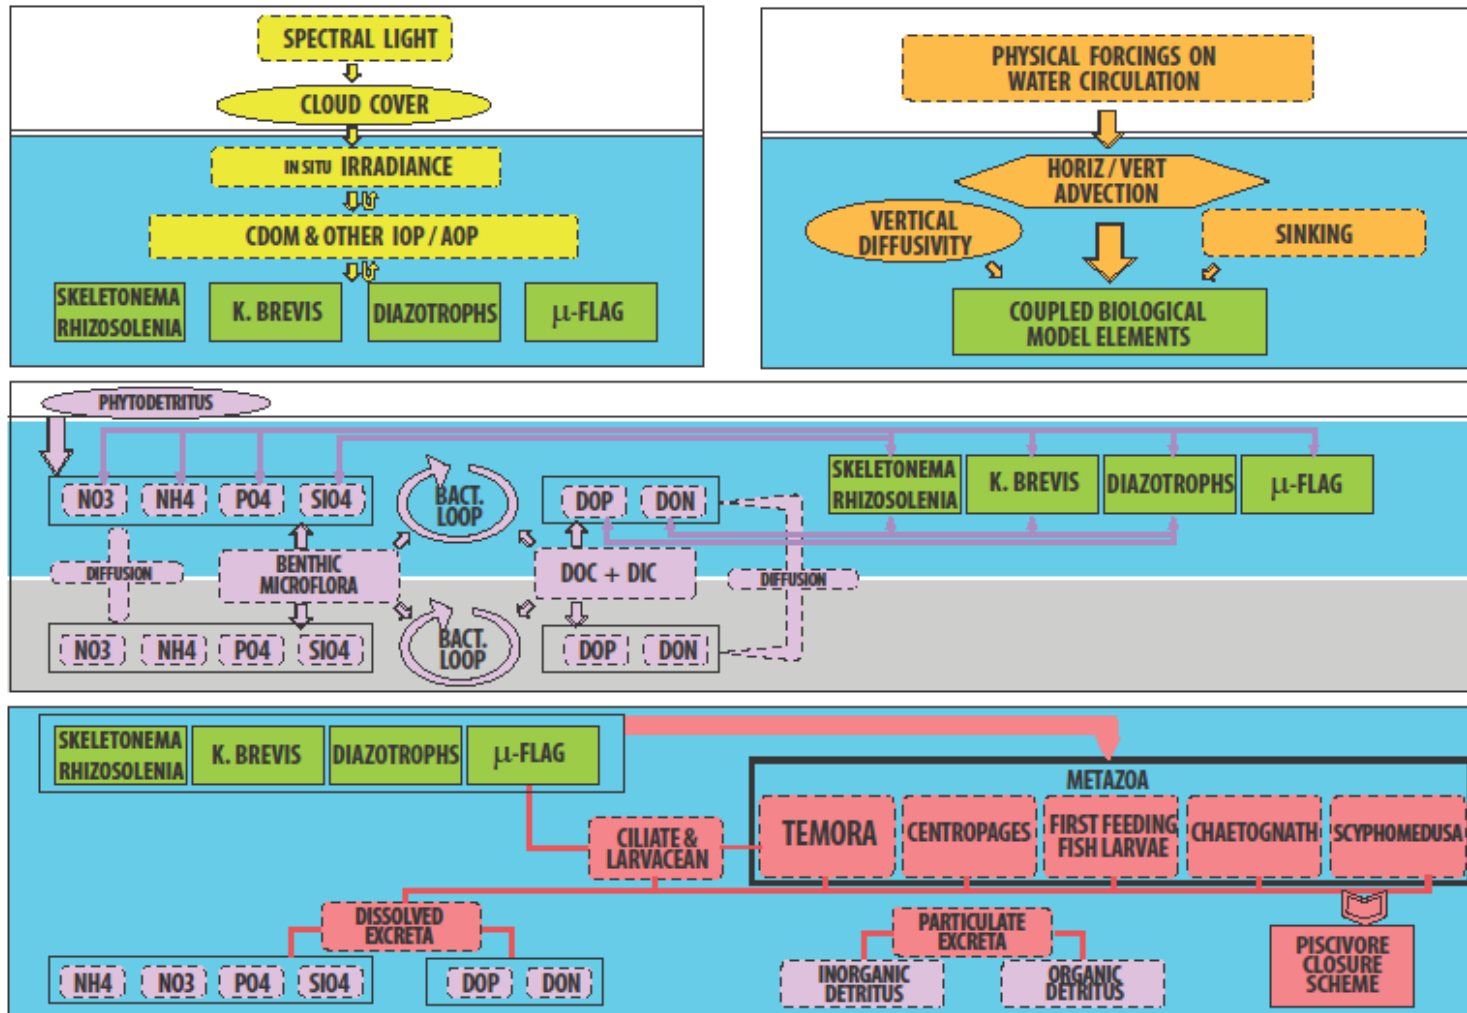 SPECTRAL LIGHT
CLOUD COVER
IN SITU IRRADIANCE
CDOM & OTHER IOP / AOP
SKELETONEMA
RHIZOSOLENIA
K. BREVIS
DIAZOTROPHS
µ-FLAG
PHYSICAL FORCINGS ON
WATER CIRCULATION
HORIZ / VERT
ADVECTION
VERTICAL
DIFFUSIVITY
SINKING
COUPLED BIOLOGICAL
MODEL ELEMENTS
PHYTODETRITUS
NO3 NH4 PO4 SIO4
BACT.
LOOP
DOP DON
SKELETONEMA
RHIZOSOLENIA
K. BREVIS
DIAZOTROPHS
µ-FLAG
DIFFUSION
BENTHIC
MICROFLORA
DOC + DIC
DIFFUSION
NO3 NH4 PO4 SIO4
BACT.
LOOP
DOP DON
SKELETONEMA
RHIZOSOLENIA
K. BREVIS
DIAZOTROPHS
µ-FLAG
METAZOA
TEMORA
CENTROPAGES
FIRST FEEDING
FISH LARVAE
CHAETOGNATH
SCYPHOMEDUSA
CILIATE &
LARVACEAN
DISSOLVED
EXCRETA
PARTICULATE
EXCRETA
PISCIVORE
CLOSURE
SCHEME
NH4 NO3 PO4 SIO4
DOP DON
INORGANIC
DETRITUS
ORGANIC
DETRITUS